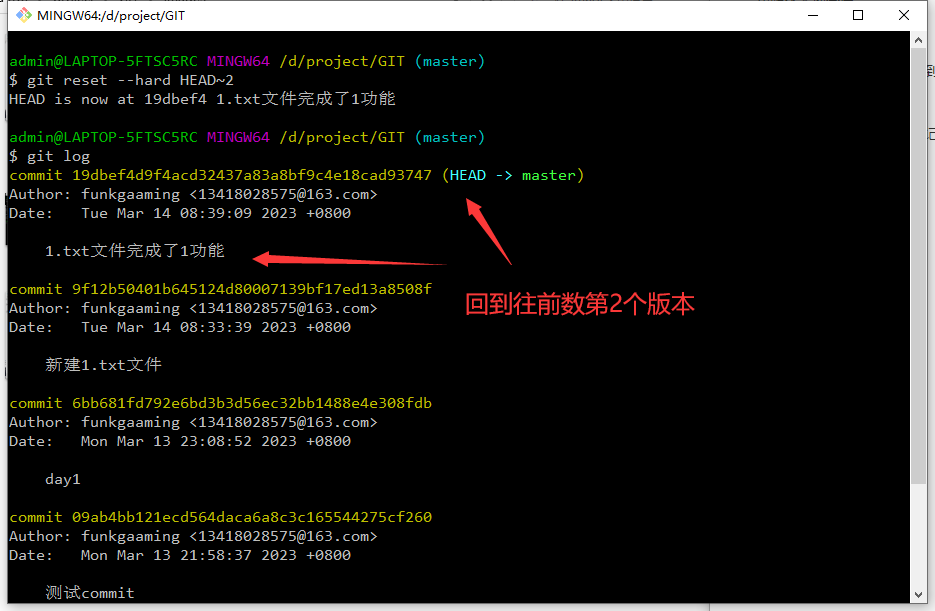 MINGW64:/d/project/GIT
admin@LAPTOP-5FTSC5RC MINGW64 /d/project/GIT (master)
$ git reset --hard HEAD~2
HEAD is now at 19dbef4 1.txt文件完成了1功能
admin@LAPTOP-5FTSC5RC MINGW64 /d/project/GIT (master)
$ git log
commit 19dbef4d9f4acd32437a83a8bf9c4e18cad93747 (HEAD -> master)
Author: funkgaaming <13418028575@163.com>
Date:   Tue Mar 14 08:39:09 2023 +0800
1.txt文件完成了1功能
commit 9f12b50401b645124d80007139bf17ed13a8508f
Author: funkgaaming <13418028575@163.com>
回到往前数第2个版本
Date:   Tue Mar 14 08:33:39 2023 +0800
新建1.txt文件
commit 6bb681fd792e6bd3b3d56ec32bb1488e4e308fdb
Author: funkgaaming <13418028575@163.com>
Date:   Mon Mar 13 23:08:52 2023 +0800
day1
commit 09ab4bb121ecd564daca6a8c3c165544275cf260
Author: funkgaaming <13418028575@163.com>
Date:   Mon Mar 13 21:58:37 2023 +0800
测试commit